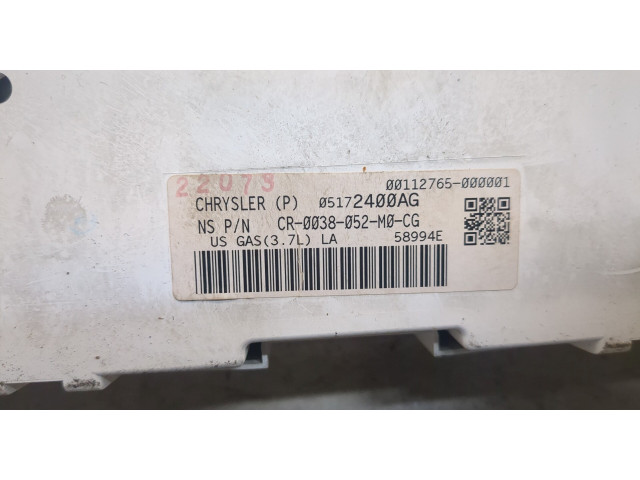 22073
00112765-000001
CHRYSLER (P) 05172400AG
NS P/N CR-0038-052-M0-CG
US GAS(3.7L) LA 58994E